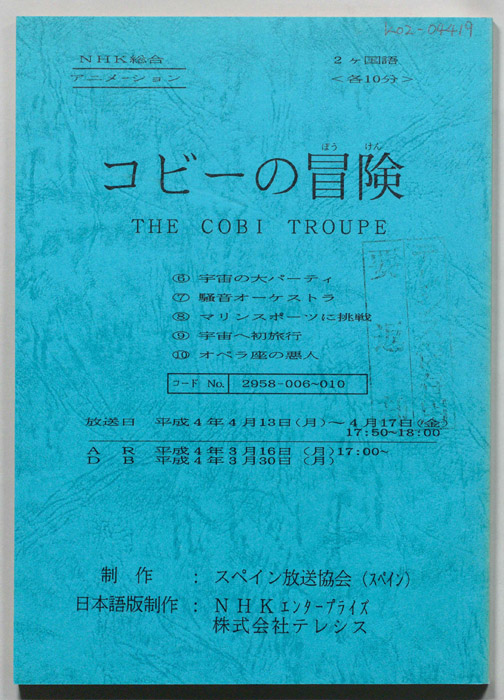 LO2-04419
NHK総合 2ヶ国語
アニメーション <各10分>
ぼう けん
コビーの冒険
THE COBI TROUPE
⑥ 宇宙の大パーティ
⑦ 騒音オーケストラ
⑧ マリンスポーツに挑戦
⑨ 宇宙へ初旅行
⑩ オペラ座の悪人
コード No. 2958-006~010
放送日 平成4年4月13日(月)~4月17日(金)
17:50-18:00
AR 平成4年3月16日(月)17:00~
DB 平成4年3月30日(月)
制作 : スペイン放送協会(スペイン)
日本語版制作 : NHKエンタープライズ
株式会社テレシス